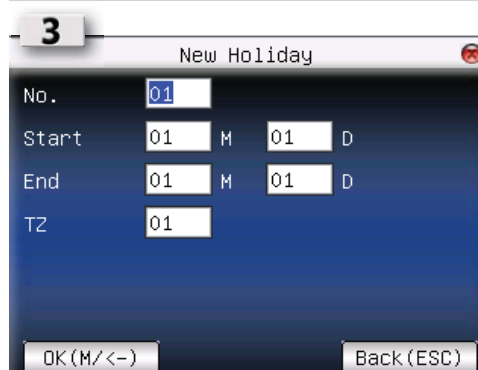 3
New Holiday
No. 01
Start 01 M 01 D
End 01 M 01 D
TZ 01
OK(M/<-) Back(ESC)